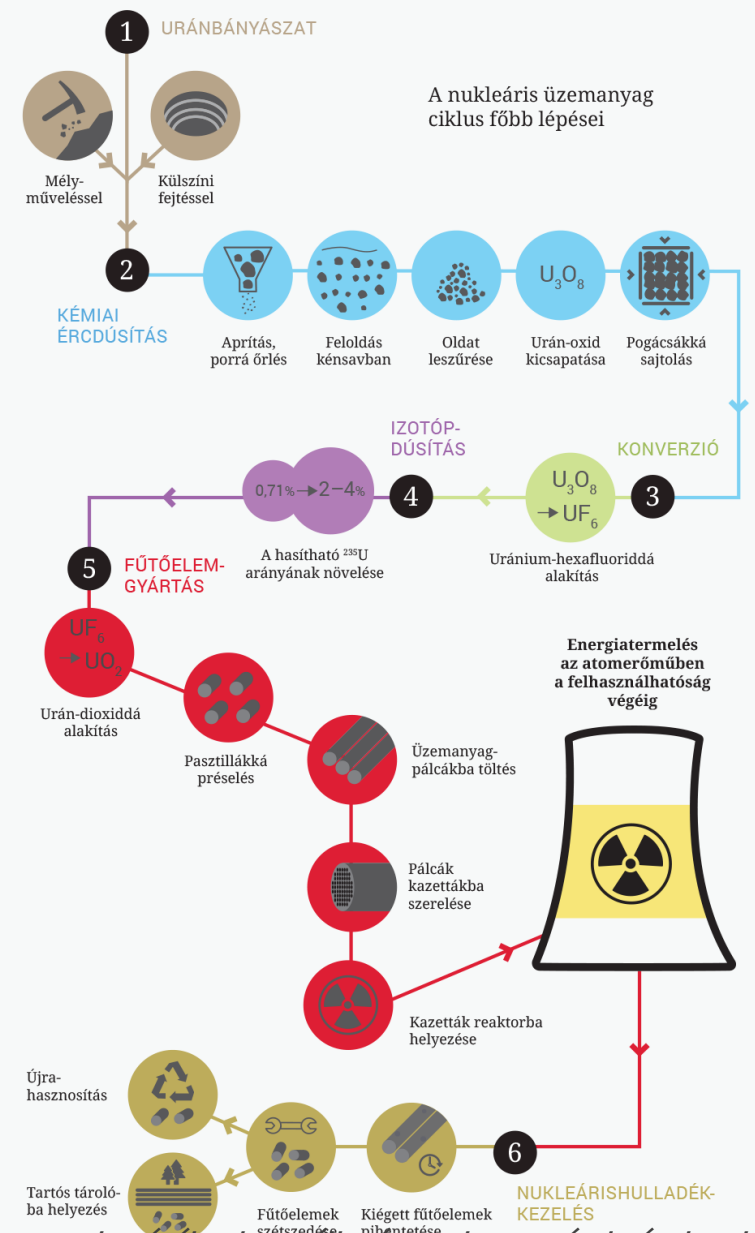 1
URÁNBÁNYÁSZAT
A nukleáris üzemanyag
ciklus főbb lépései
Mély-
műveléssel
Külszíni
fejtéssel
2
KÉMIAI
ÉRCDÚSÍTÁS
Aprítás,
porrá őrlés
Feloldás
kénsavban
Oldat
leszűrése
U3O8
Urán-oxid
kicsapatása
Pogácsákká
sajtolás
KONVERZIÓ
3
U3O8
→ UF6
Uránium-hexafluoriddá
alakítás
IZOTÓP-
DÚSÍTÁS
4
0,71%→2–4%
A hasítható ²³⁵U
arányának növelése
5
FŰTŐELEM-
GYÁRTÁS
UF6
→ UO2
Urán-dioxiddá
alakítás
Pasztillákká
préselés
Üzemanyag-
pálcákba töltés
Pálcák
kazettákba
szerelése
Kazetták reaktorba
helyezése
Energiatermelés
az atomerőműben
a felhasználhatóság
végéig
6
NUKLEÁRISHULLADÉK-
KEZELÉS
Kiégett fűtőelemek
pihentetése
Fűtőelemek
szétszedése
Újra-
hasznosítás
Tartós tároló-
ba helyezés